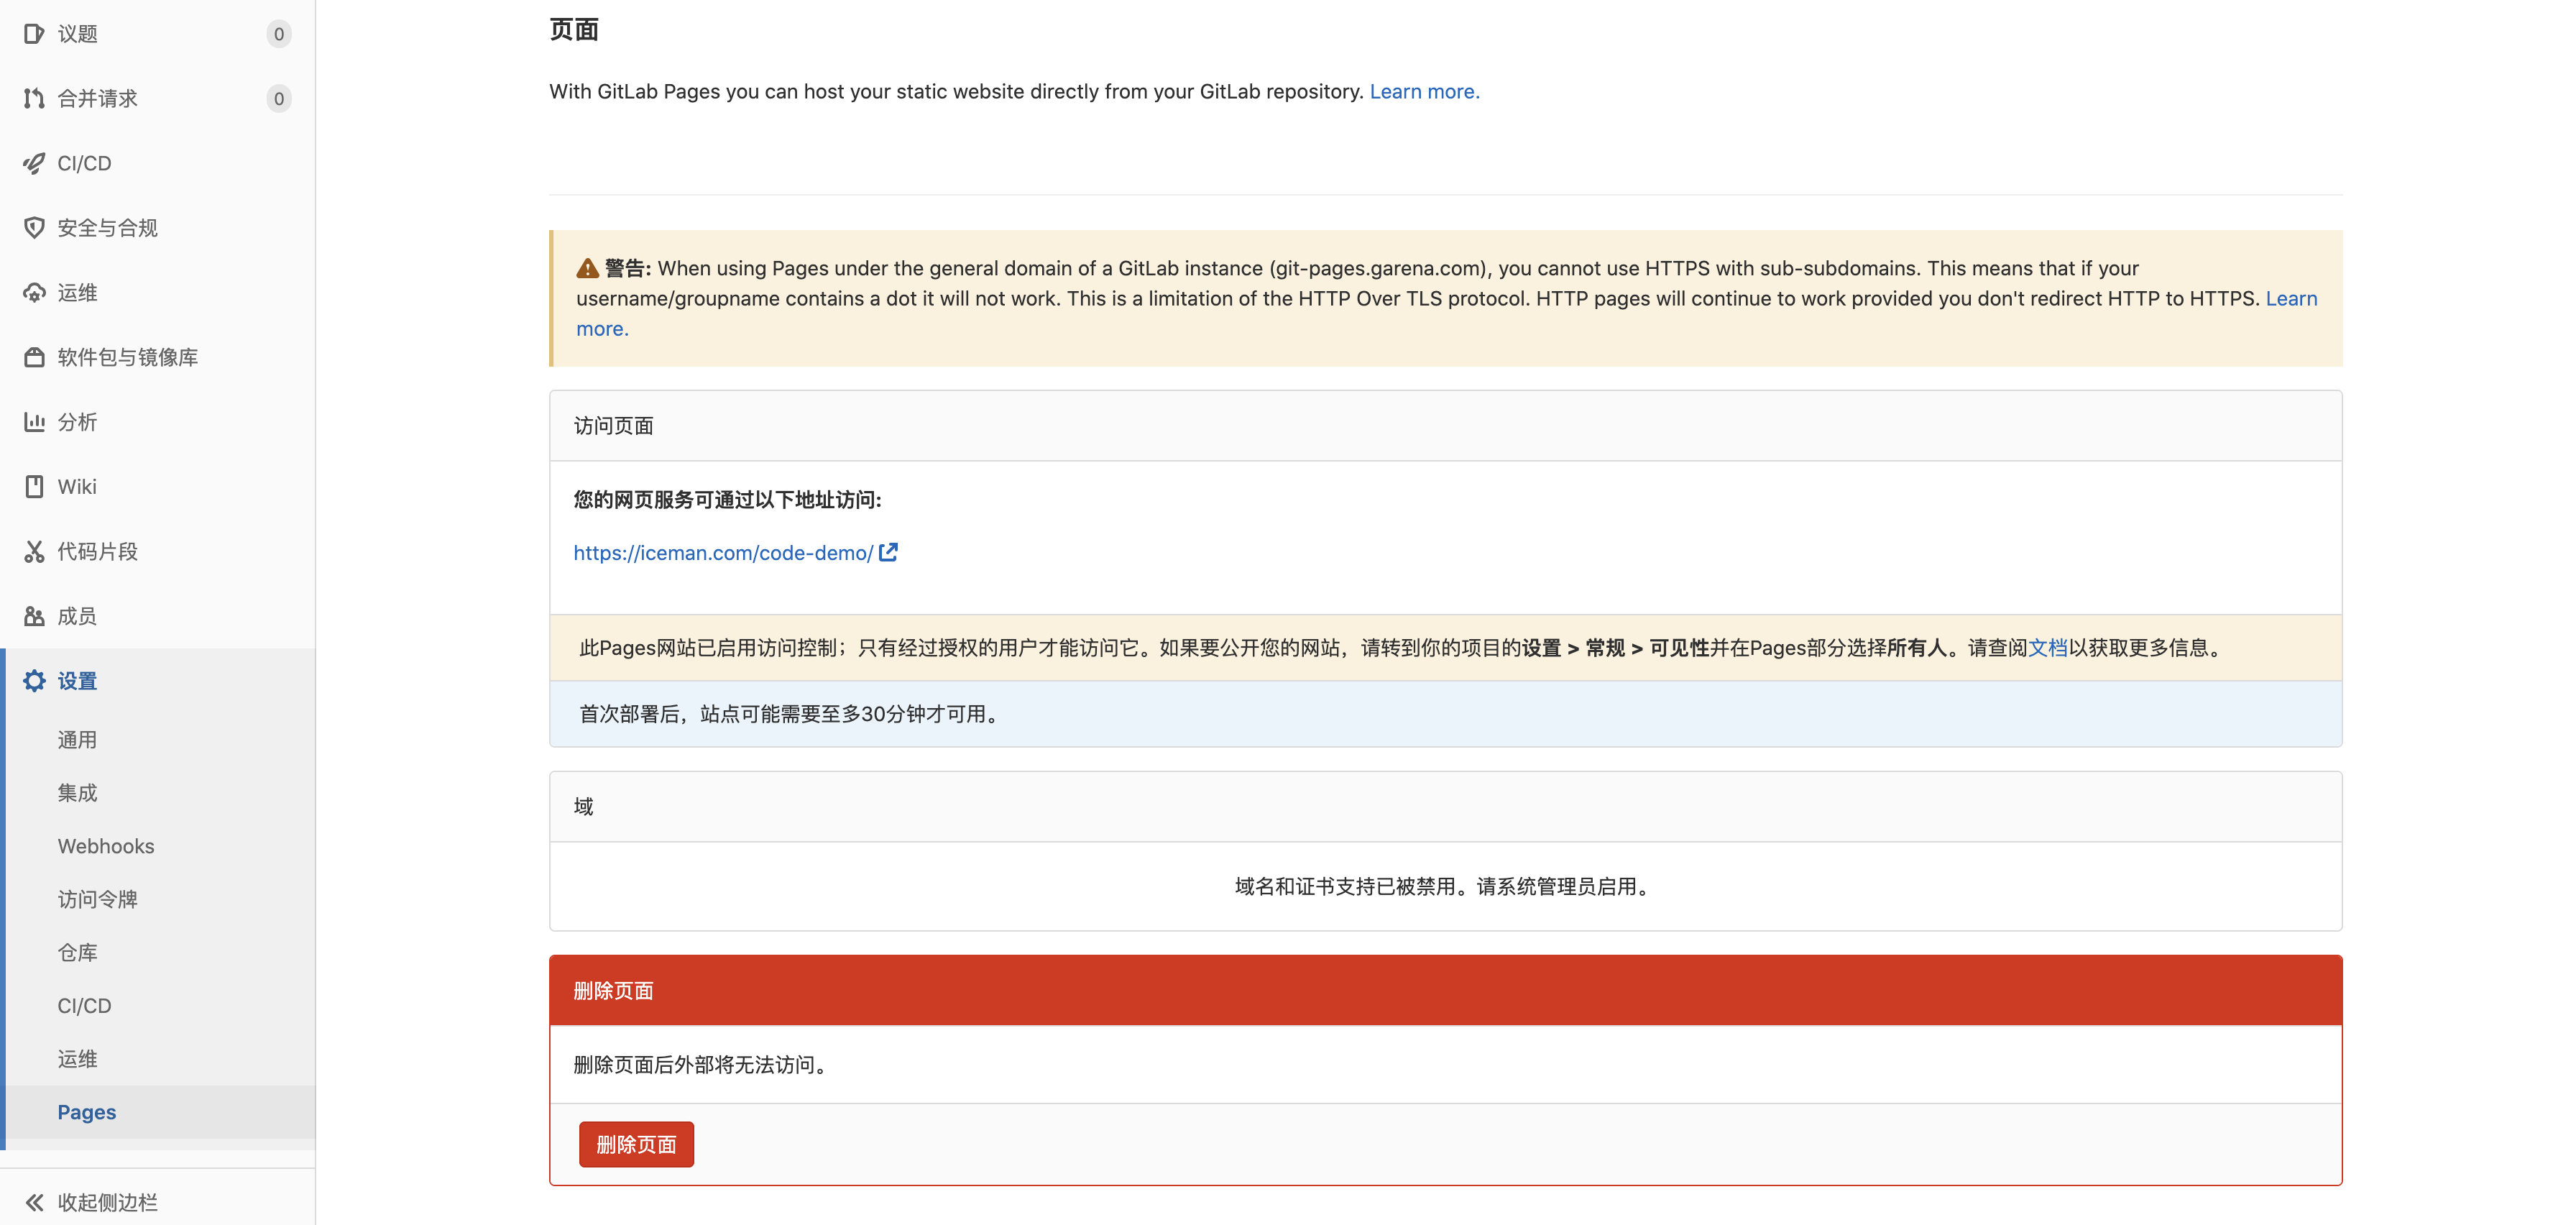 议题 0
合并请求 0
CI/CD
安全与合规
运维
软件包与镜像库
分析
Wiki
代码片段
成员
设置
通用
集成
Webhooks
访问令牌
仓库
CI/CD
运维
Pages
收起侧边栏
页面
With GitLab Pages you can host your static website directly from your GitLab repository. Learn more.
警告: When using Pages under the general domain of a GitLab instance (git-pages.garena.com), you cannot use HTTPS with sub-subdomains. This means that if your
username/groupname contains a dot it will not work. This is a limitation of the HTTP Over TLS protocol. HTTP pages will continue to work provided you don't redirect HTTP to HTTPS. Learn
more.
访问页面
您的网页服务可通过以下地址访问:
https://iceman.com/code-demo/
此Pages网站已启用访问控制；只有经过授权的用户才能访问它。如果要公开您的网站，请转到你的项目的设置 > 常规 > 可见性并在Pages部分选择所有人。请查阅文档以获取更多信息。
首次部署后，站点可能需要至多30分钟才可用。
域
域名和证书支持已被禁用。请系统管理员启用。
删除页面
删除页面后外部将无法访问。
删除页面